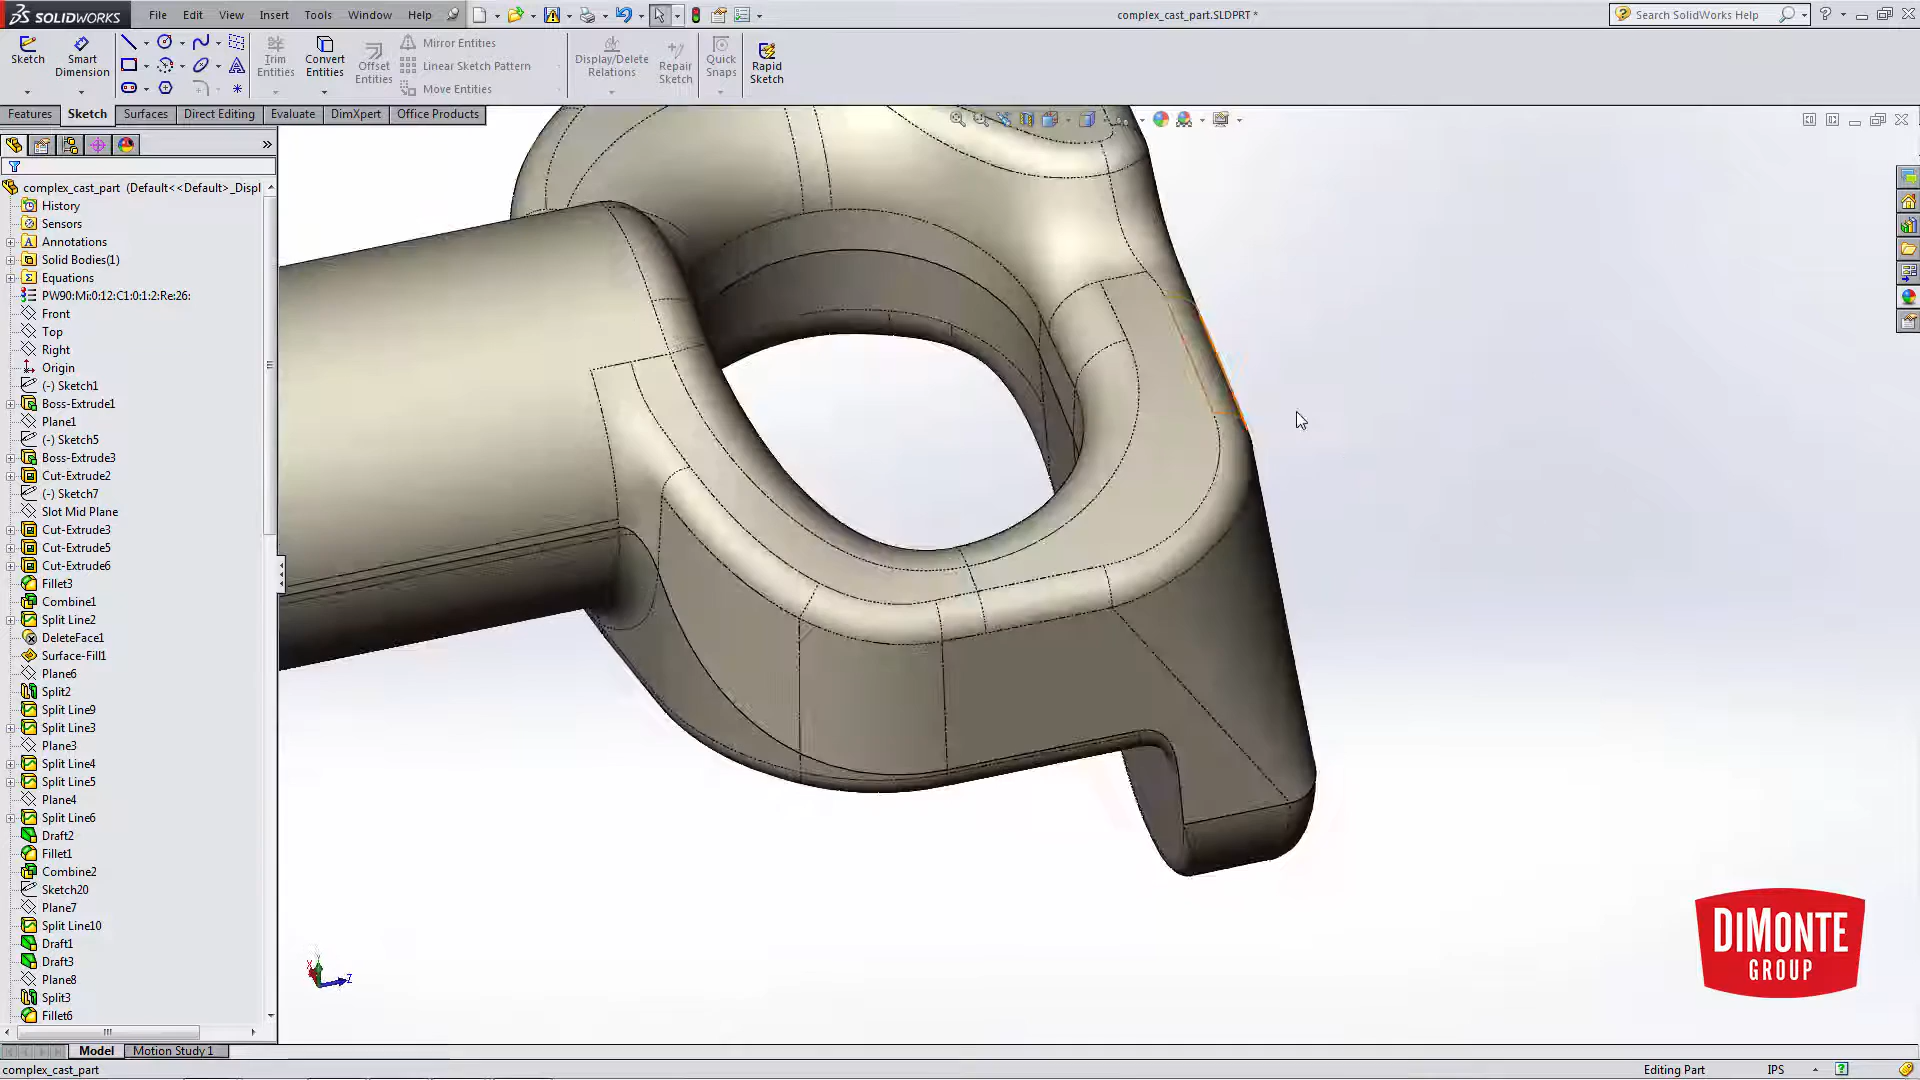 SOLIDWORKS File Edit View Insert Tools Window Help complex_cast_part.SLDPRT * Search SolidWorks Help
Sketch Smart Dimension Trim Entities Convert Entities Offset Entities Mirror Entities Linear Sketch Pattern Move Entities Display/Delete Relations Repair Sketch Quick Snaps Rapid Sketch
Features Sketch Surfaces Direct Editing Evaluate DimXpert Office Products
complex_cast_part (Default<<Default>_Displ
History
Sensors
Annotations
Solid Bodies(1)
Equations
PW90:Mi:0:12:C1:0:1:2:Re:26:
Front
Top
Right
Origin
(-) Sketch1
Boss-Extrude1
Plane1
(-) Sketch5
Boss-Extrude3
Cut-Extrude2
(-) Sketch7
Slot Mid Plane
Cut-Extrude3
Cut-Extrude5
Cut-Extrude6
Fillet3
Combine1
Split Line2
DeleteFace1
Surface-Fill1
Plane6
Split2
Split Line9
Split Line3
Plane3
Split Line4
Split Line5
Plane4
Split Line6
Draft2
Fillet1
Combine2
Sketch20
Plane7
Split Line10
Draft1
Draft3
Plane8
Split3
Fillet6
Z
DiMONTE
GROUP
Model Motion Study 1
complex_cast_part Editing Part IPS